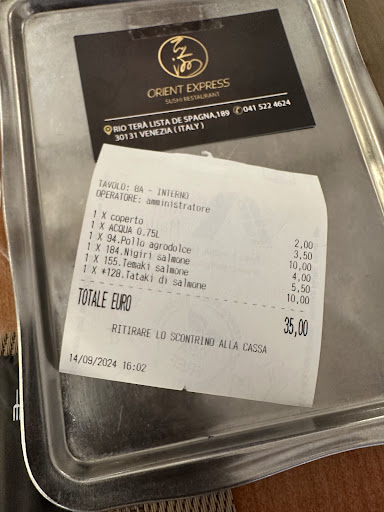 ORIENT EXPRESS
SUSHI RESTAURANT
RIO TERÀ LISTA DE SPAGNA,189 041 522 4624
30131 VENEZIA ( ITALY )
TAVOLO: 8A - INTERNO
OPERATORE: amministratore
1 X coperto 2,00
1 X ACQUA 0.75L 3,50
1 X 94.Pollo agrodolce 10,00
1 X 184.Nigiri salmone 4,00
1 X 155.Temaki salmone 5,50
1 X *128.Tataki di salmone 10,00
TOTALE EURO 35,00
RITIRARE LO SCONTRINO ALLA CASSA
14/09/2024 16:02